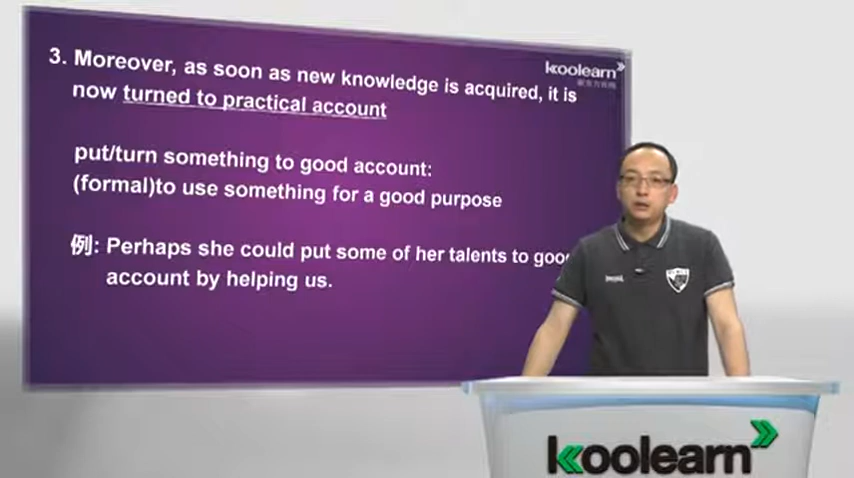 3. Moreover, as soon as new knowledge is acquired, it is
now turned to practical account
put/turn something to good account:
(formal)to use something for a good purpose
例: Perhaps she could put some of her talents to good
account by helping us.
koolearn
新东方在线
koolearn